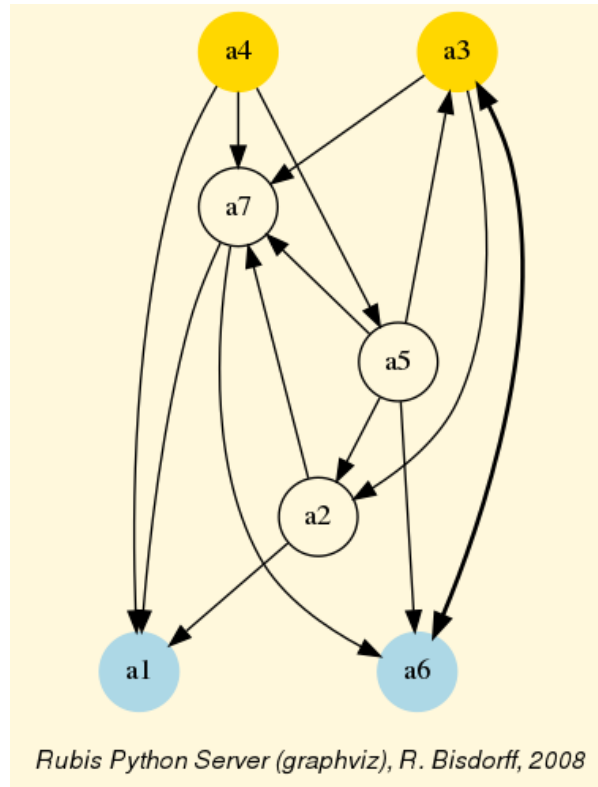 a4 a3
a7
a5
a2
a1 a6
Rubis Python Server (graphviz), R. Bisdorff, 2008